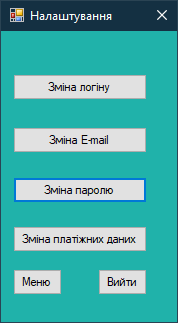 Налаштування
Зміна логіну
Зміна E-mail
Зміна паролю
Зміна платіжних даних
Меню Вийти